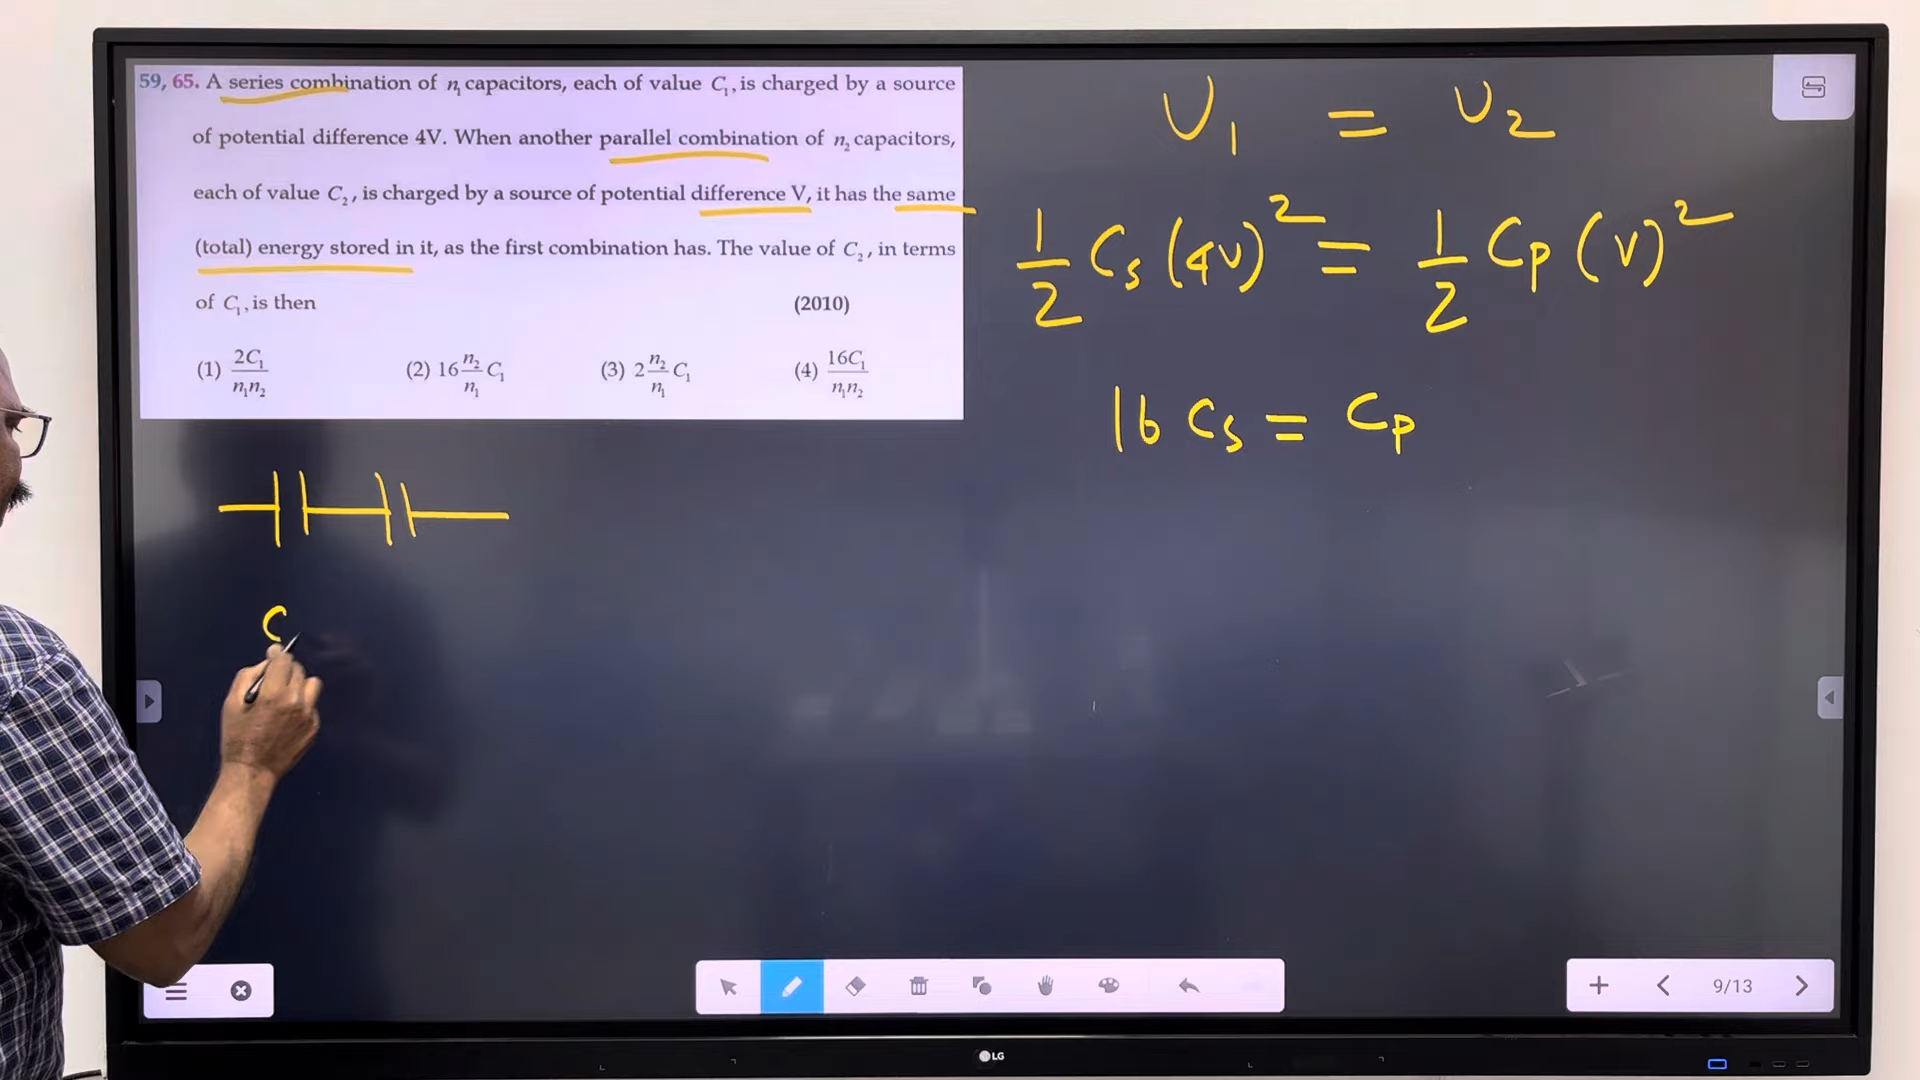 59, 65. A series combination of n₁ capacitors, each of value C₁, is charged by a source
of potential difference 4V. When another parallel combination of n₂ capacitors,
each of value C₂, is charged by a source of potential difference V, it has the same
(total) energy stored in it, as the first combination has. The value of C₂, in terms
of C₁, is then (2010)
(1) 2C₁/n₁n₂ (2) 16 n₂/n₁ C₁ (3) 2 n₂/n₁ C₁ (4) 16C₁/n₁n₂
U₁ = U₂
1/2 Cs (4V)² = 1/2 Cp (V)²
16 Cs = Cp
C
9/13
LG